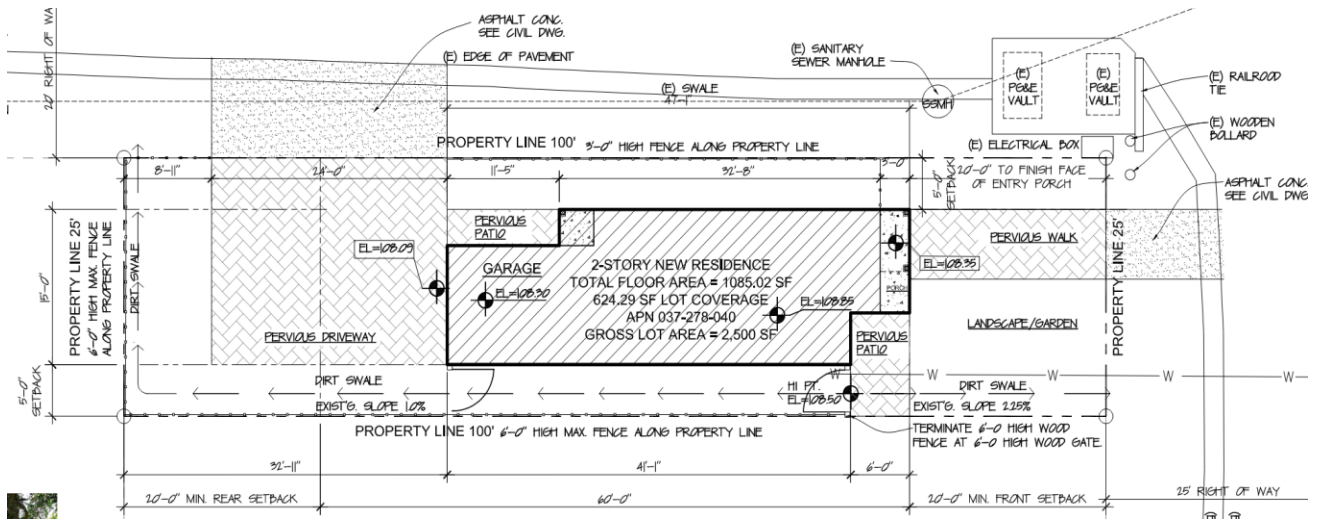 20' RIGHT OF WA
ASPHALT CONC.
SEE CIVIL DWG.
(E) EDGE OF PAVEMENT
(E) SANITARY
SEWER MANHOLE
(E)
PG&E
VAULT
(E)
PG&E
VAULT
(E) RAILROAD
TIE
(E) SWALE
47'-1"
SSMH
(E) WOODEN
BOLLARD
PROPERTY LINE 100' 3'-0" HIGH FENCE ALONG PROPERTY LINE
(E) ELECTRICAL BOX
8'-11"
24'-0"
11'-5"
32'-8"
3'-0"
5'-0"
SETBACK
20'-0" TO FINISH FACE
OF ENTRY PORCH
ASPHALT CONC.
SEE CIVIL DWG
PROPERTY LINE 25'
6'-0" HIGH MAX. FENCE
ALONG PROPERTY LINE
15'-0"
DIRT SWALE
PERVIOUS
PATIO
EL=108.09
GARAGE
EL=108.30
2-STORY NEW RESIDENCE
TOTAL FLOOR AREA = 1085.02 SF
624.29 SF LOT COVERAGE
APN 037-278-040
GROSS LOT AREA = 2,500 SF
EL=108.85
PORCH
EL=108.35
PERVIOUS WALK
PERVIOUS DRIVEWAY
PERVIOUS
PATIO
LANDSCAPE/GARDEN
PROPERTY LINE 25'
5'-0"
SETBACK
DIRT SWALE
EXIST'G. SLOPE 1.0%
HI PT.
EL=108.50
W
W
W
W
DIRT SWALE
EXIST'G. SLOPE 2.25%
PROPERTY LINE 100' 6'-0" HIGH MAX. FENCE ALONG PROPERTY LINE
TERMINATE 6'-0 HIGH WOOD
FENCE AT 6'-0 HIGH WOOD GATE.
32'-11"
41'-1"
6'-0"
20'-0" MIN. REAR SETBACK
60'-0"
20'-0" MIN. FRONT SETBACK
25' RIGHT OF WAY